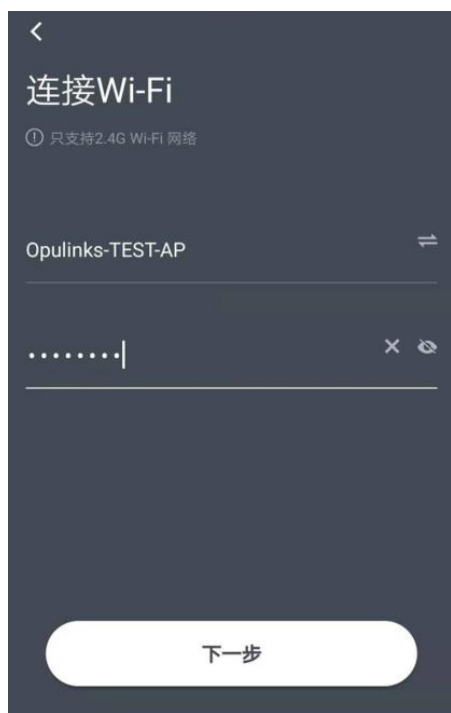 连接Wi-Fi
只支持2.4G Wi-Fi 网络
Opulinks-TEST-AP
........
下一步